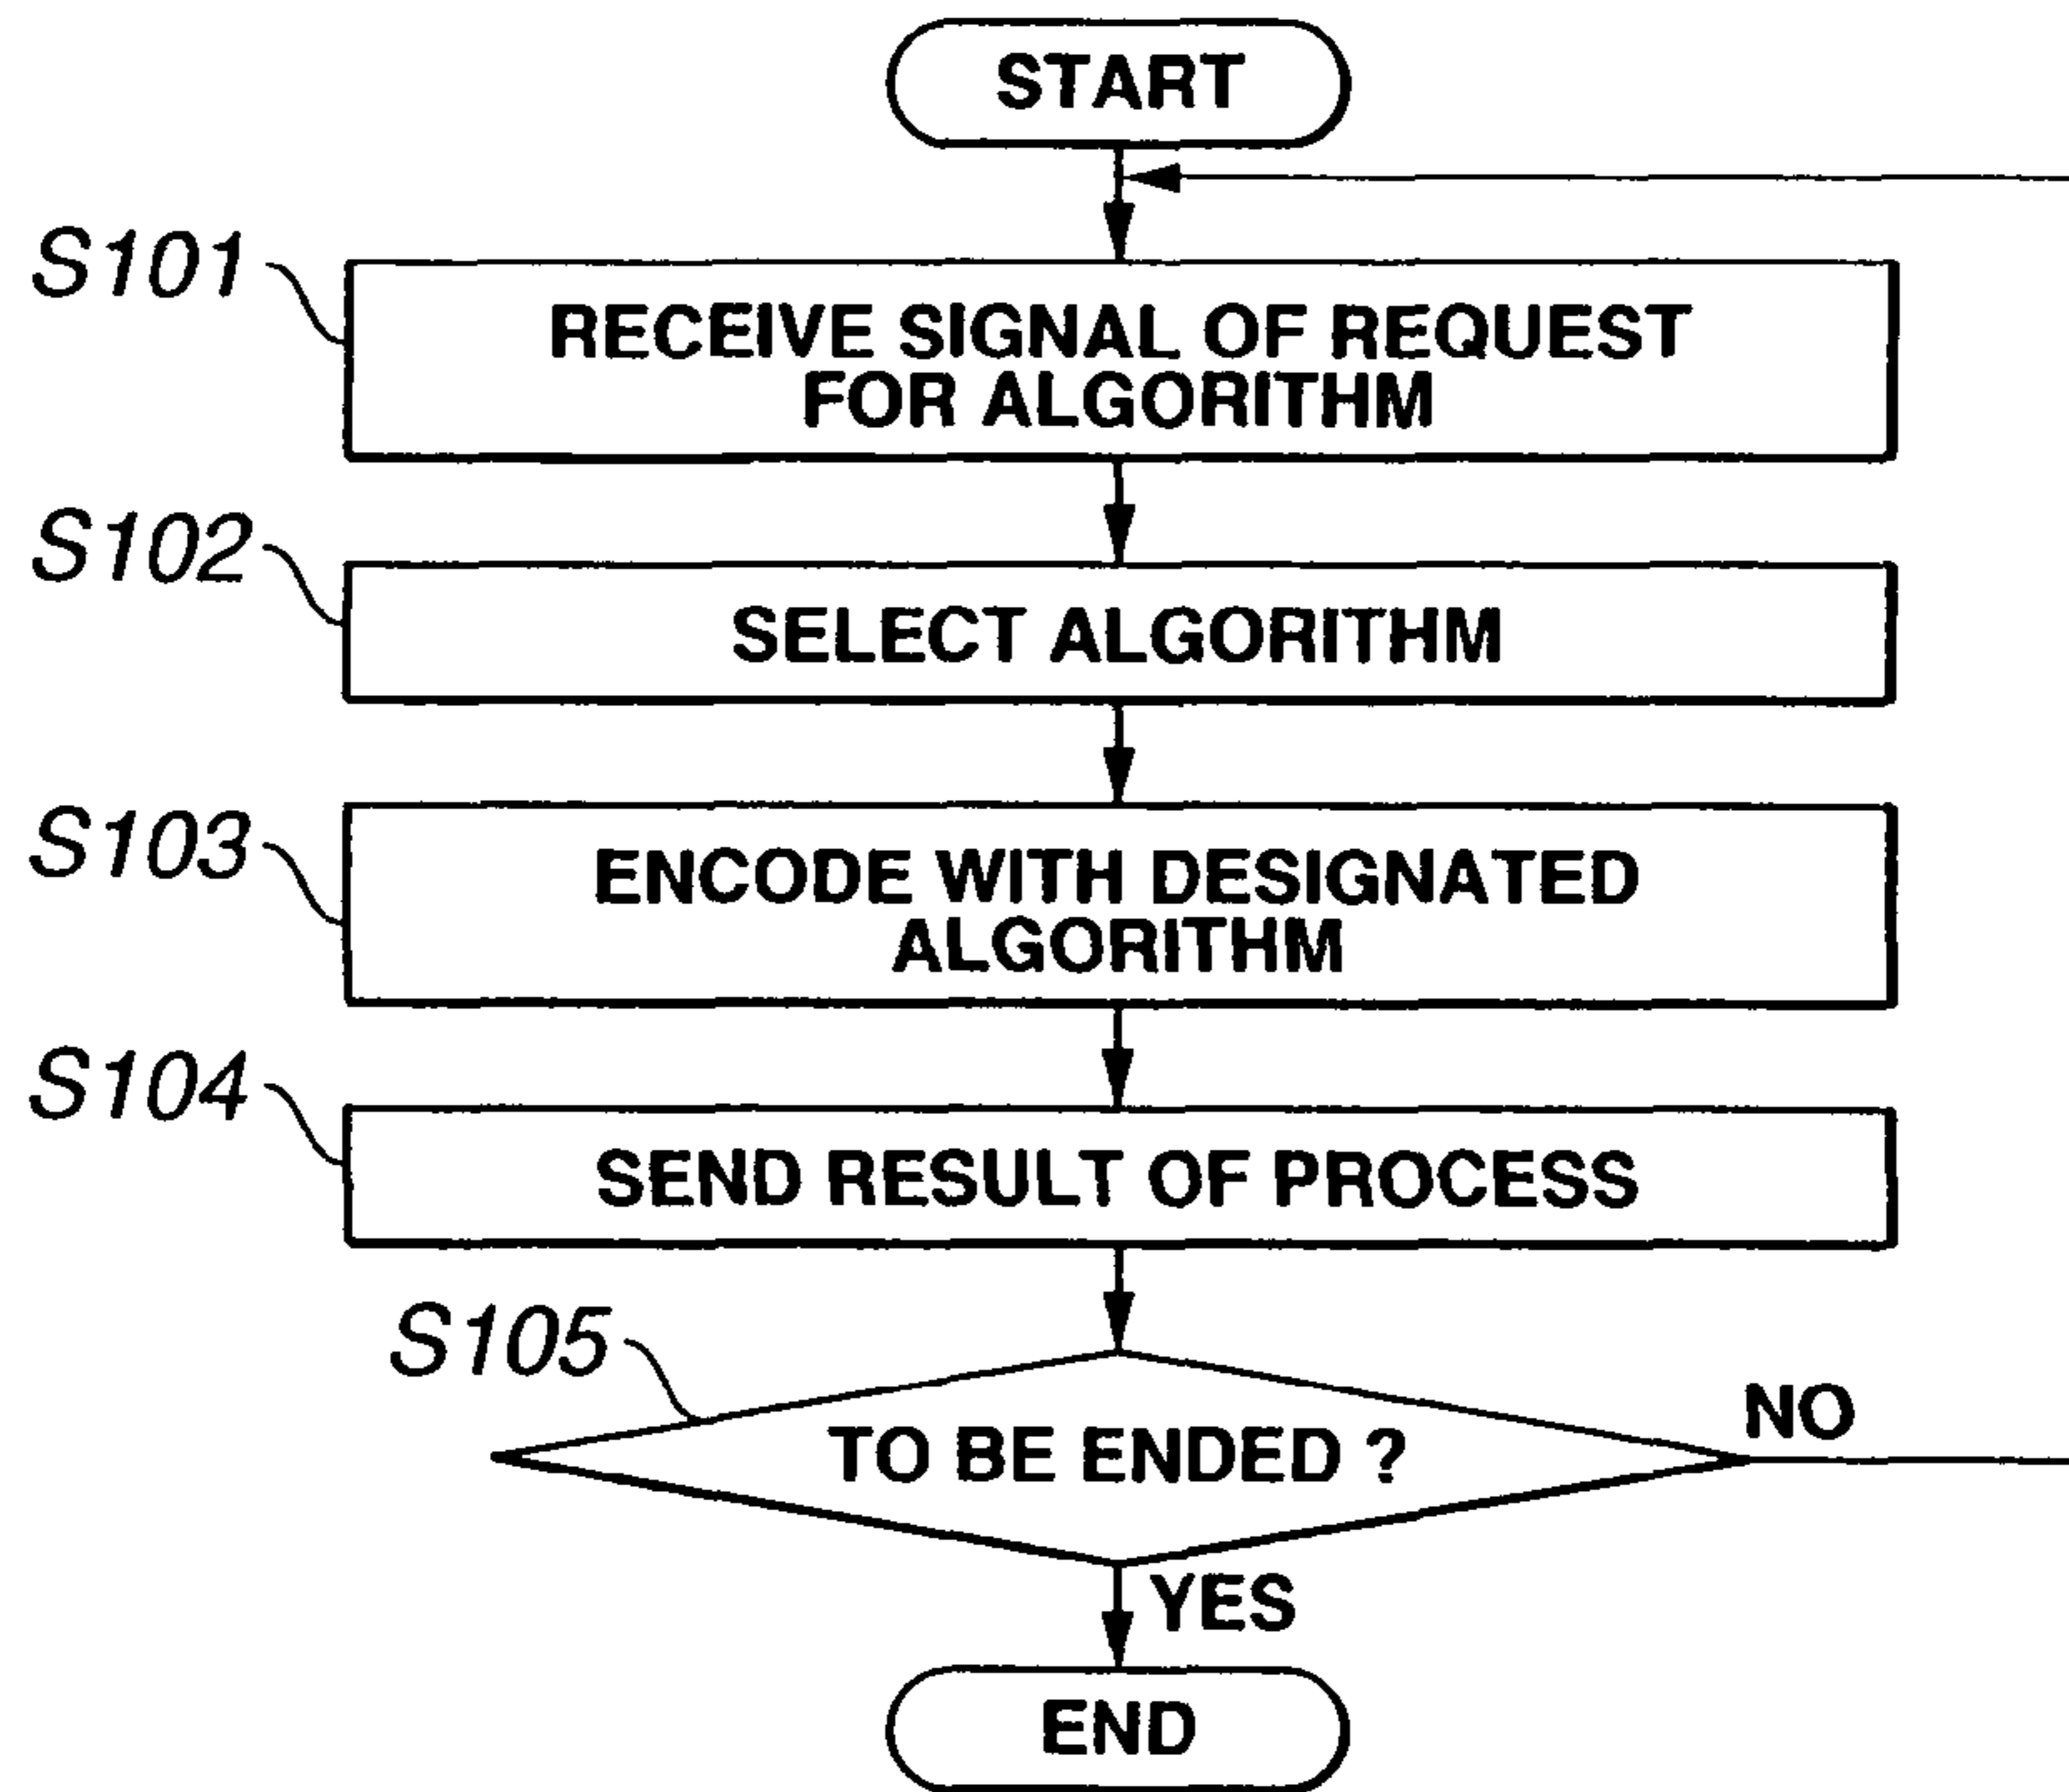 START
S101
RECEIVE SIGNAL OF REQUEST
FOR ALGORITHM
S102
SELECT ALGORITHM
S103
ENCODE WITH DESIGNATED
ALGORITHM
S104
SEND RESULT OF PROCESS
S105
TO BE ENDED ?
NO
YES
END